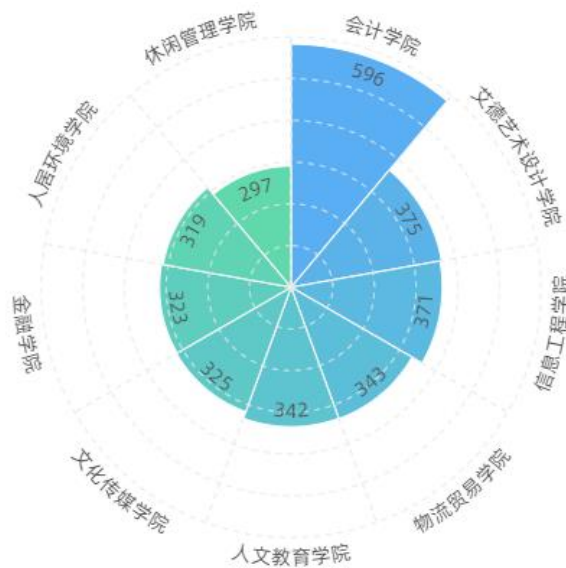 会计学院
596
艾德艺术设计学院
375
信息工程学院
371
物流贸易学院
343
人文教育学院
342
文化传媒学院
325
金融学院
323
人居环境学院
319
休闲管理学院
297